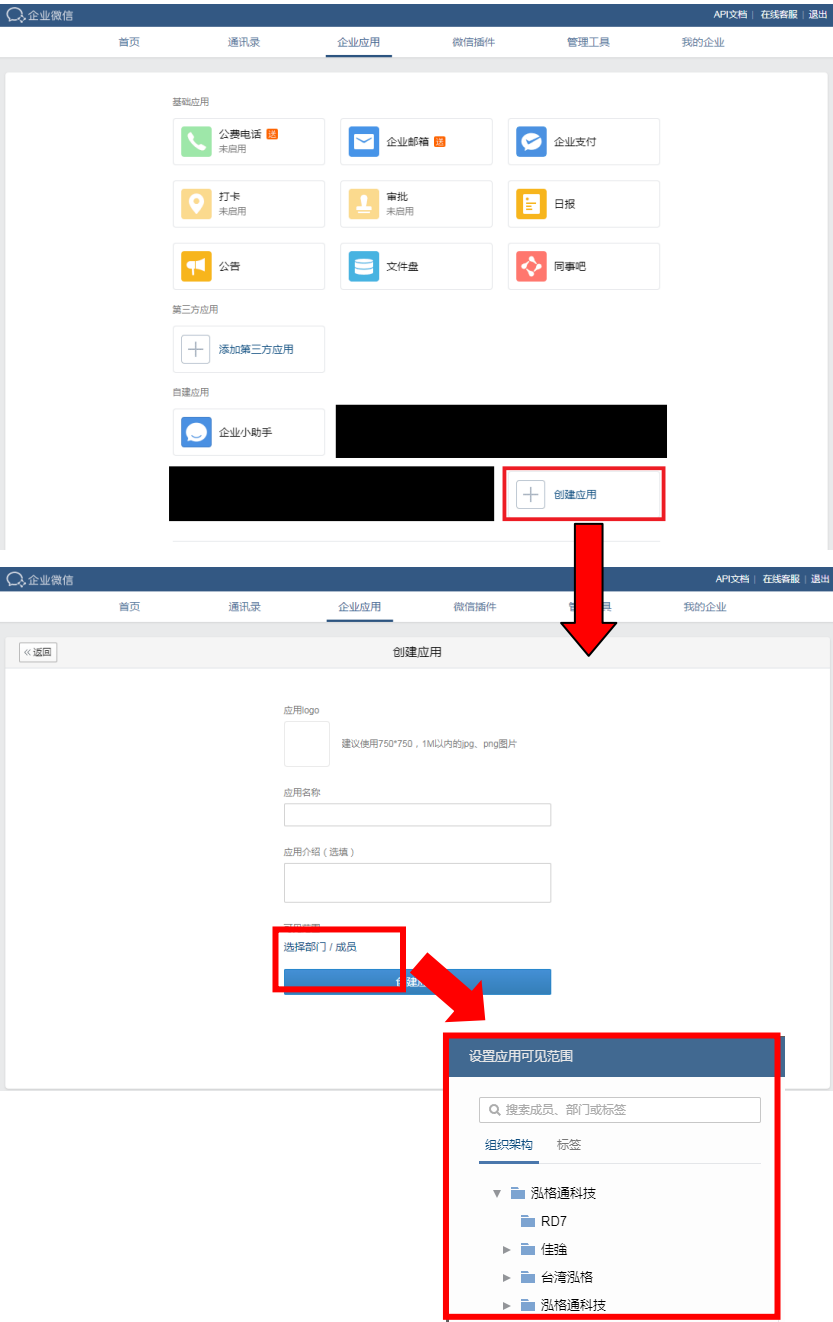 企业微信
API文档 | 在线客服 | 退出
首页 通讯录 企业应用 微信插件 管理工具 我的企业
基础应用
公费电话 送
未启用
企业邮箱 送
企业支付
打卡
未启用
审批
未启用
日报
公告
文件盘
同事吧
第三方应用
添加第三方应用
自建应用
企业小助手
创建应用
企业微信
API文档 | 在线客服 | 退出
首页 通讯录 企业应用 微信插件 我的企业
« 返回
创建应用
应用logo
建议使用750*750，1M以内的jpg、png图片
应用名称
应用介绍（选填）
选择部门 / 成员
设置应用可见范围
搜索成员、部门或标签
组织架构 标签
泓格通科技
RD7
佳強
台湾泓格
泓格通科技